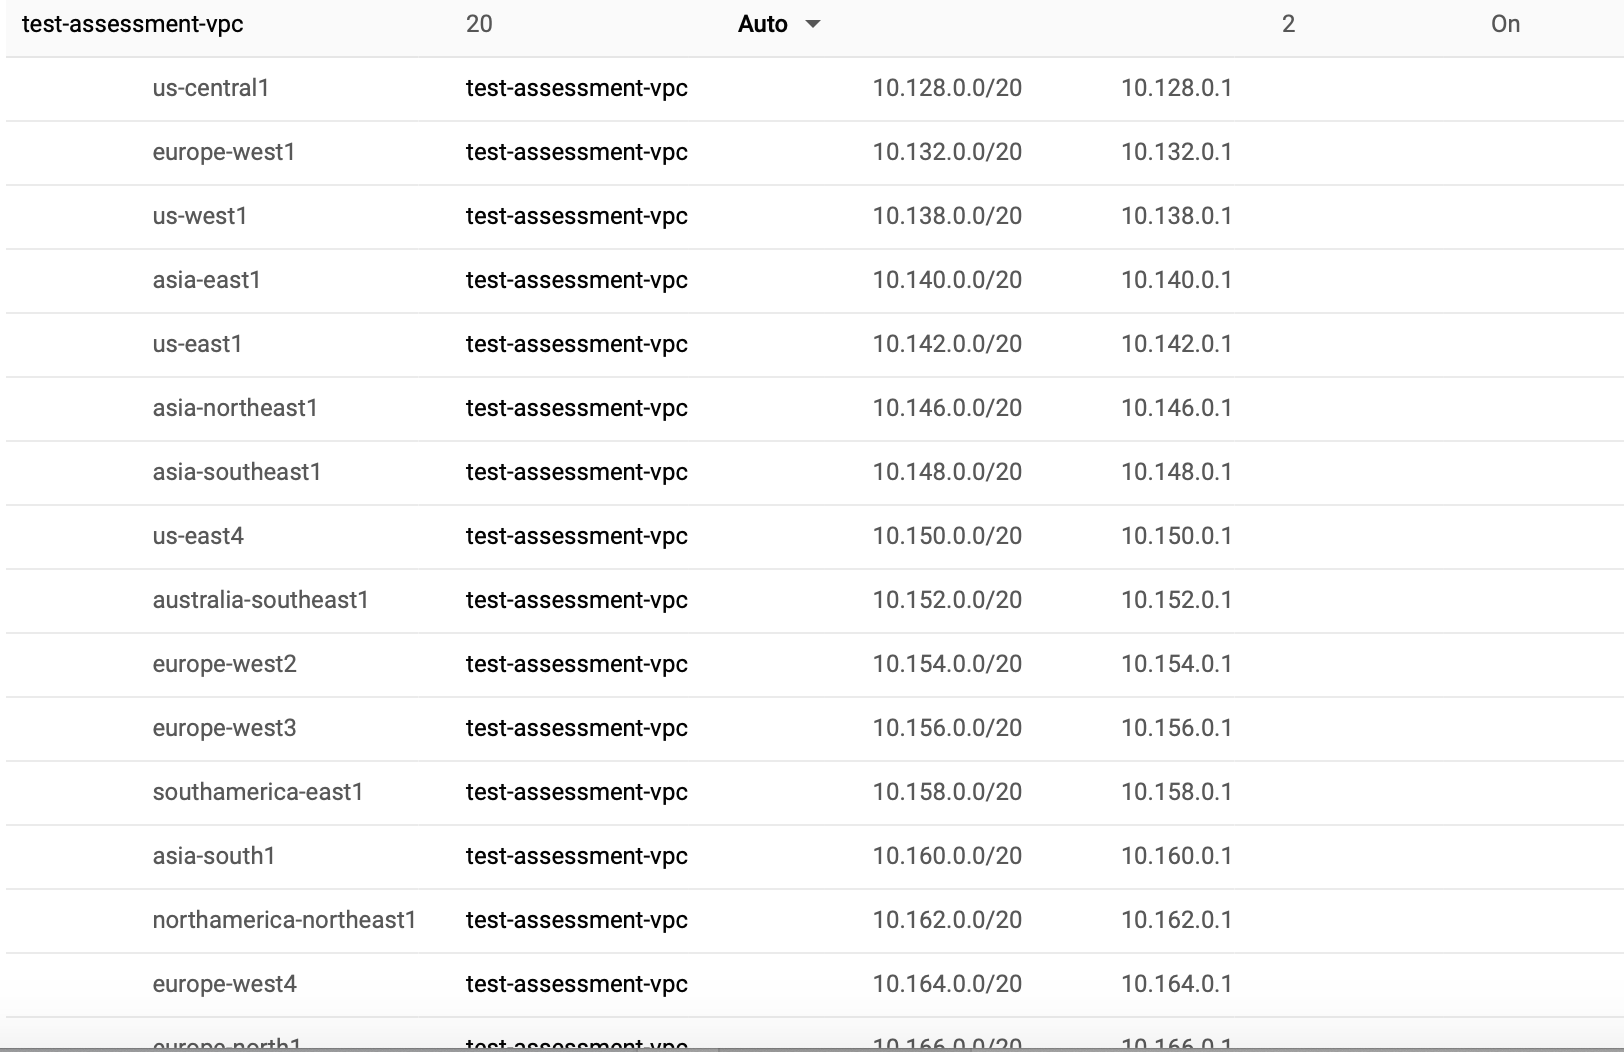 test-assessment-vpc 20 Auto 2 On
us-central1 test-assessment-vpc 10.128.0.0/20 10.128.0.1
europe-west1 test-assessment-vpc 10.132.0.0/20 10.132.0.1
us-west1 test-assessment-vpc 10.138.0.0/20 10.138.0.1
asia-east1 test-assessment-vpc 10.140.0.0/20 10.140.0.1
us-east1 test-assessment-vpc 10.142.0.0/20 10.142.0.1
asia-northeast1 test-assessment-vpc 10.146.0.0/20 10.146.0.1
asia-southeast1 test-assessment-vpc 10.148.0.0/20 10.148.0.1
us-east4 test-assessment-vpc 10.150.0.0/20 10.150.0.1
australia-southeast1 test-assessment-vpc 10.152.0.0/20 10.152.0.1
europe-west2 test-assessment-vpc 10.154.0.0/20 10.154.0.1
europe-west3 test-assessment-vpc 10.156.0.0/20 10.156.0.1
southamerica-east1 test-assessment-vpc 10.158.0.0/20 10.158.0.1
asia-south1 test-assessment-vpc 10.160.0.0/20 10.160.0.1
northamerica-northeast1 test-assessment-vpc 10.162.0.0/20 10.162.0.1
europe-west4 test-assessment-vpc 10.164.0.0/20 10.164.0.1
europe-north1 test-assessment-vpc 10.166.0.0/20 10.166.0.1